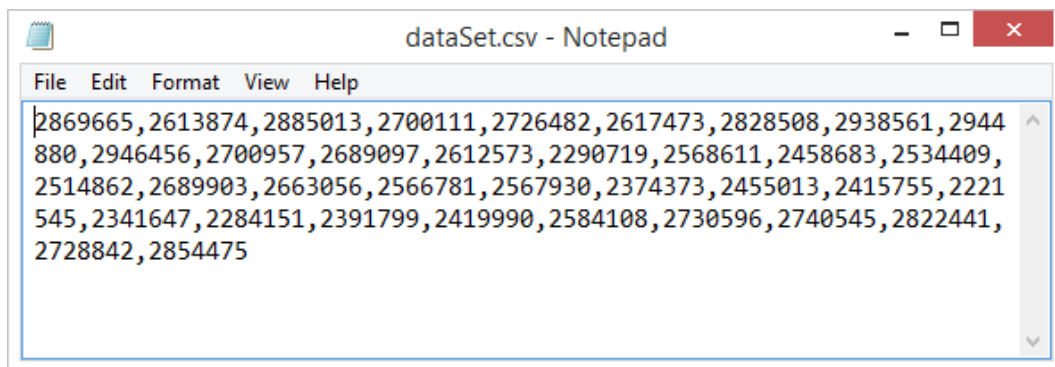 dataSet.csv - Notepad
File Edit Format View Help
2869665,2613874,2885013,2700111,2726482,2617473,2828508,2938561,2944
880,2946456,2700957,2689097,2612573,2290719,2568611,2458683,2534409,
2514862,2689903,2663056,2566781,2567930,2374373,2455013,2415755,2221
545,2341647,2284151,2391799,2419990,2584108,2730596,2740545,2822441,
2728842,2854475